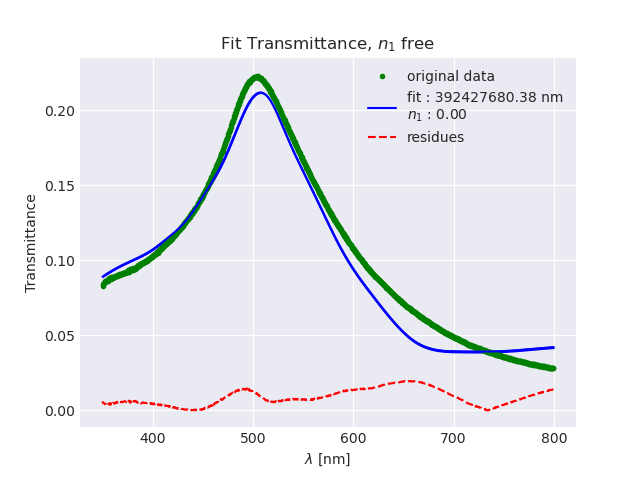 Fit Transmittance, n₁ free
original data
fit : 392427680.38 nm
n₁ : 0.00
residues
Transmittance
0.20
0.15
0.10
0.05
0.00
400 500 600 700 800
λ [nm]